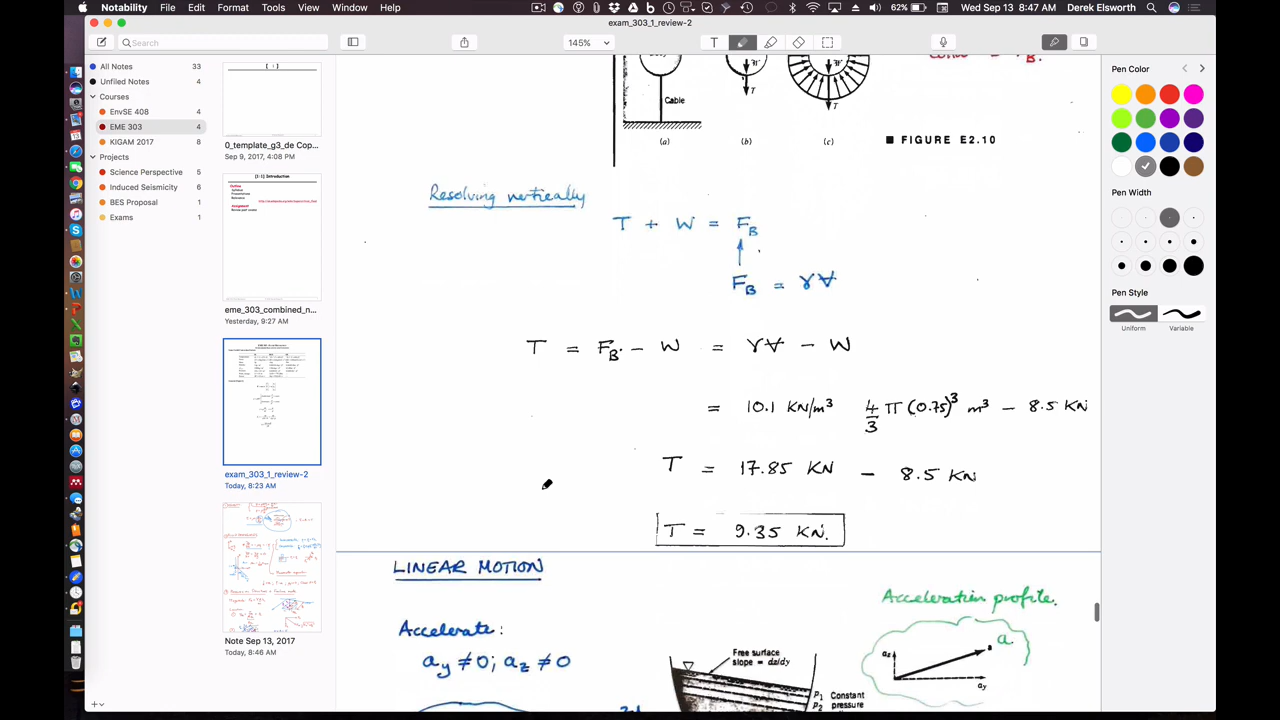 Notability File Edit Format Tools View Window Help 62% Wed Sep 13 8:47 AM Derek Elsworth
exam_303_1_review-2
Search
145%
T
All Notes 33
Unfiled Notes 4
Courses
EnvSE 408 4
EME 303 4
KIGAM 2017 8
Projects
Science Perspective 5
Induced Seismicity 6
BES Proposal 1
Exams 1
[ 1 ]
0_template_g3_de Cop...
Sep 9, 2017, 4:08 PM
[1:1] Introduction
eme_303_combined_n...
Yesterday, 9:27 AM
exam_303_1_review-2
Today, 8:23 AM
Note Sep 13, 2017
Today, 8:46 AM
Cable
T
T
(a) (b) (c)
■ FIGURE E2.10
Resolving vertically
T + W = F_B
F_B = γ∀
T = F_B - W = γ∀ - W
= 10.1 KN/m³ 4/3 π (0.75)³ m³ - 8.5 KN
T = 17.85 KN - 8.5 KN
T = 9.35 KN.
LINEAR MOTION
Accelerate:
a_y ≠ 0; a_z ≠ 0
Free surface
slope = dz/dy
P₁ Constant
P₂ pressure
Acceleration profile.
a.
a_z
a
a_y
Pen Color
Pen Width
Pen Style
Uniform Variable